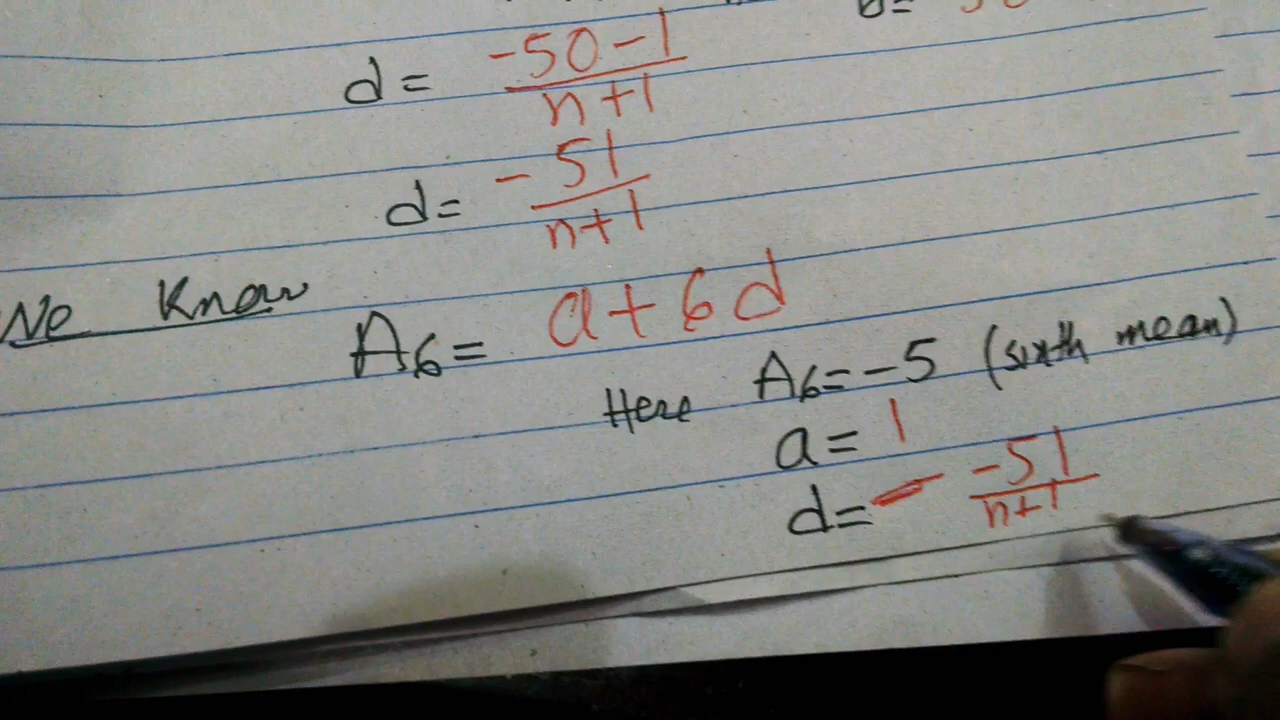 d = -50-1 / n+1
d = -51 / n+1
We Know
A6 = a+6d
Here A6 = -5 (sixth mean)
a = 1
d = -51 / n+1